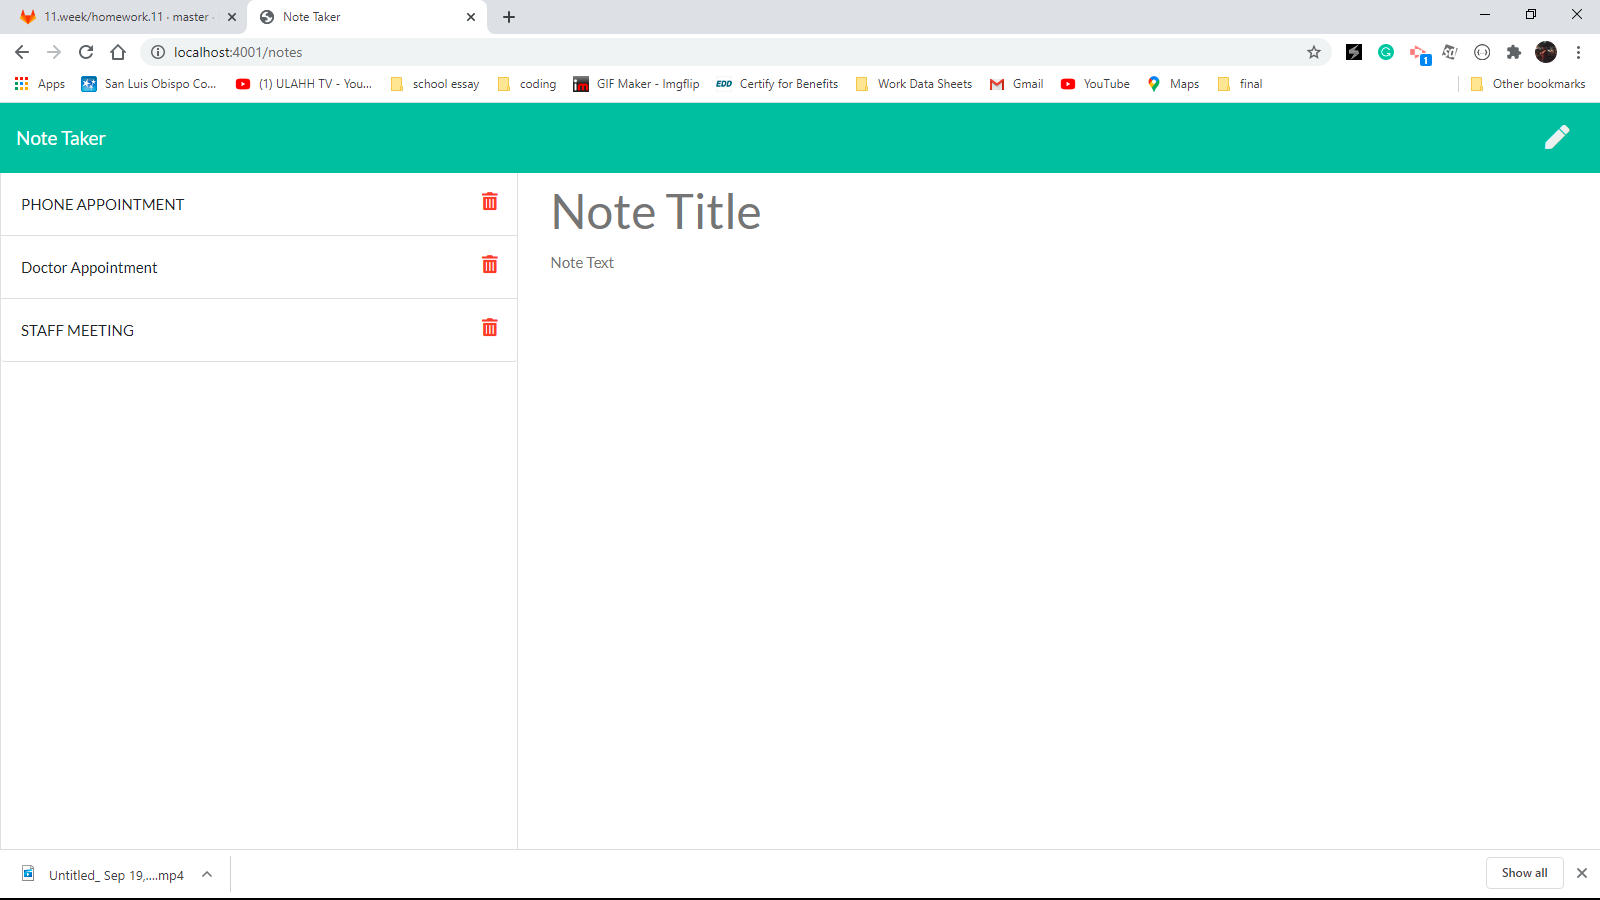 11.week/homework.11 · master ·
Note Taker
localhost:4001/notes
1
Apps
San Luis Obispo Co...
(1) ULAHH TV - You...
school essay
coding
im
GIF Maker - Imgflip
EDD
Certify for Benefits
Work Data Sheets
Gmail
YouTube
Maps
final
Other bookmarks
Note Taker
PHONE APPOINTMENT
Doctor Appointment
STAFF MEETING
Note Title
Note Text
Untitled_ Sep 19,....mp4
Show all